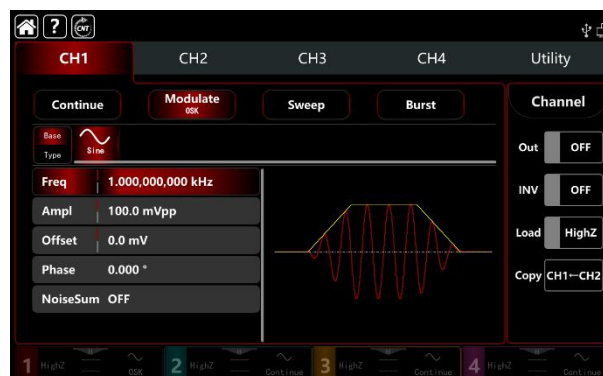 ? CNT
CH1 CH2 CH3 CH4 Utility
Continue Modulate Sweep Burst Channel
OSK
Base
Type Sine
Out OFF
Freq 1.000,000,000 kHz
INV OFF
Ampl 100.0 mVpp
Offset 0.0 mV
Load HighZ
Phase 0.000 °
Copy CH1←CH2
NoiseSum OFF
1 HighZ OSK 2 HighZ Continue 3 HighZ Continue 4 HighZ Continue